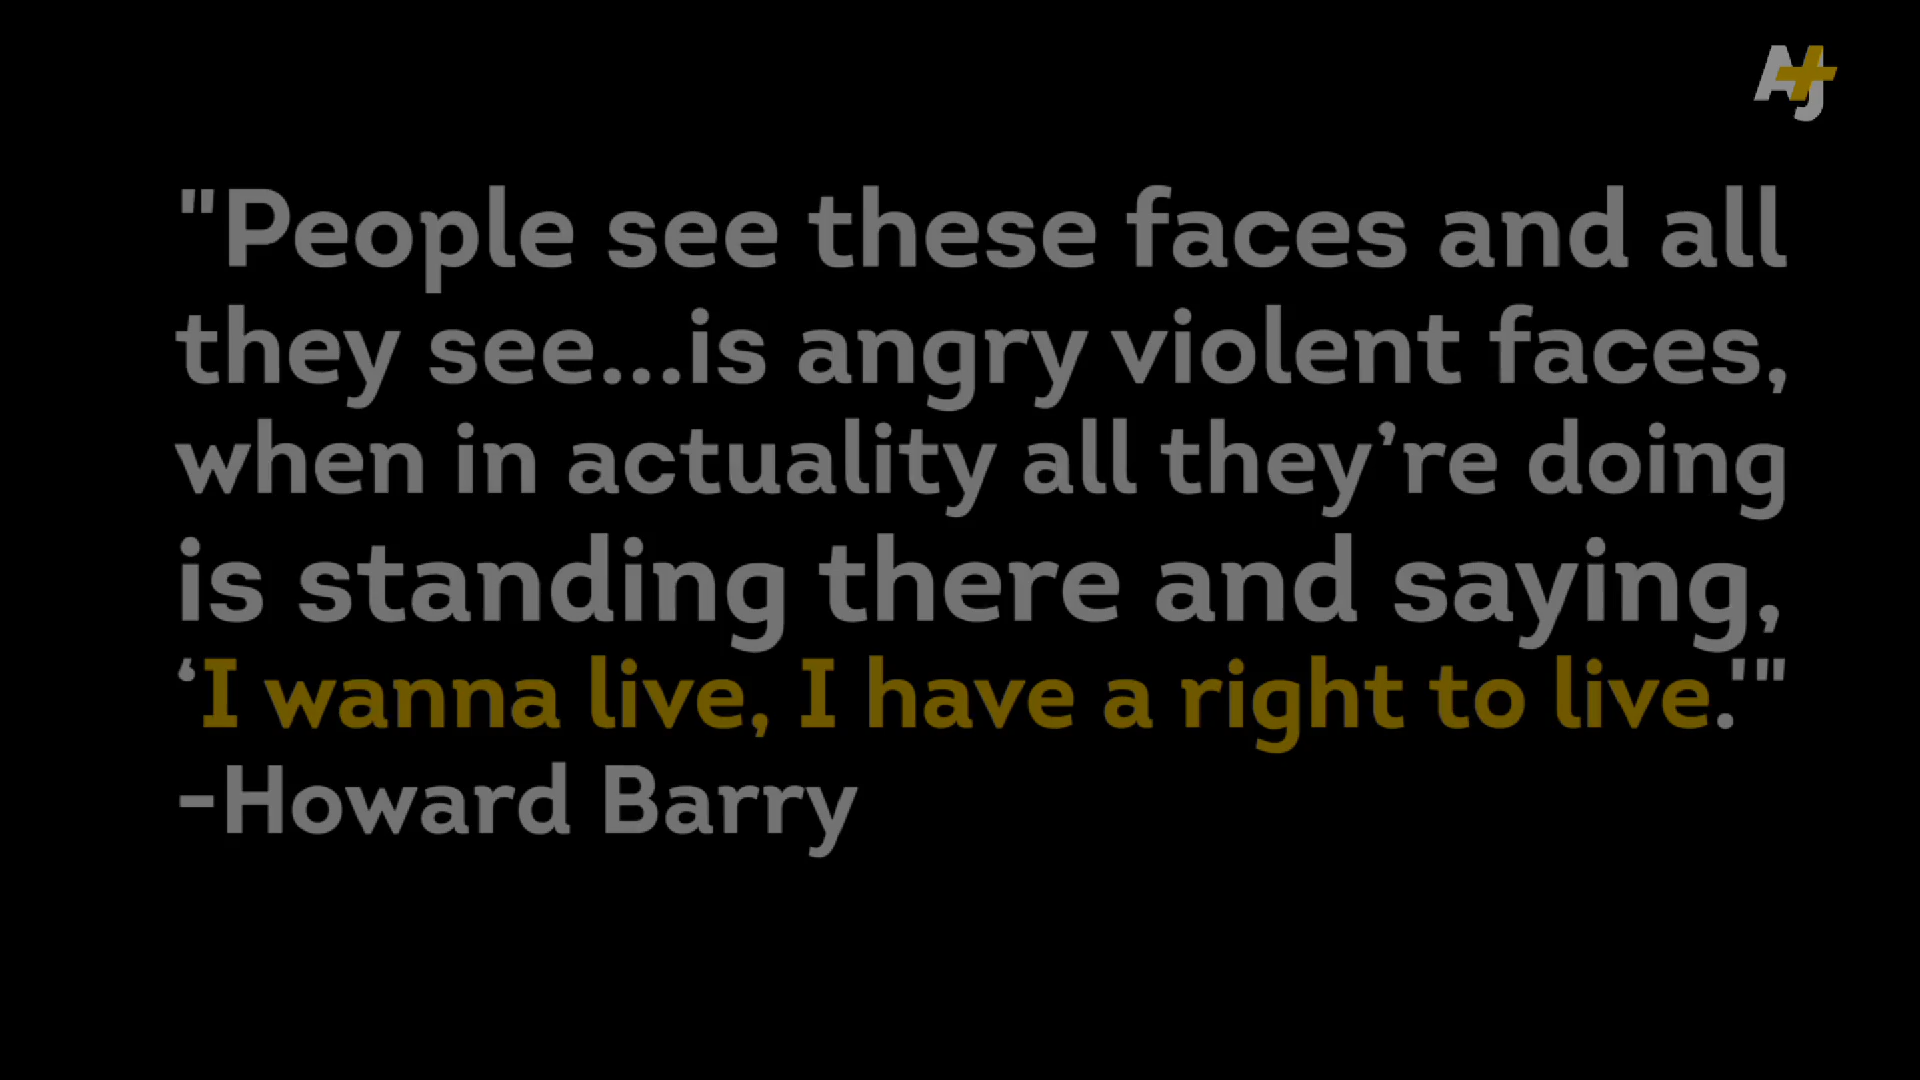 AJ+
"People see these faces and all
they see...is angry violent faces,
when in actuality all they’re doing
is standing there and saying,
‘I wanna live, I have a right to live.'"
-Howard Barry